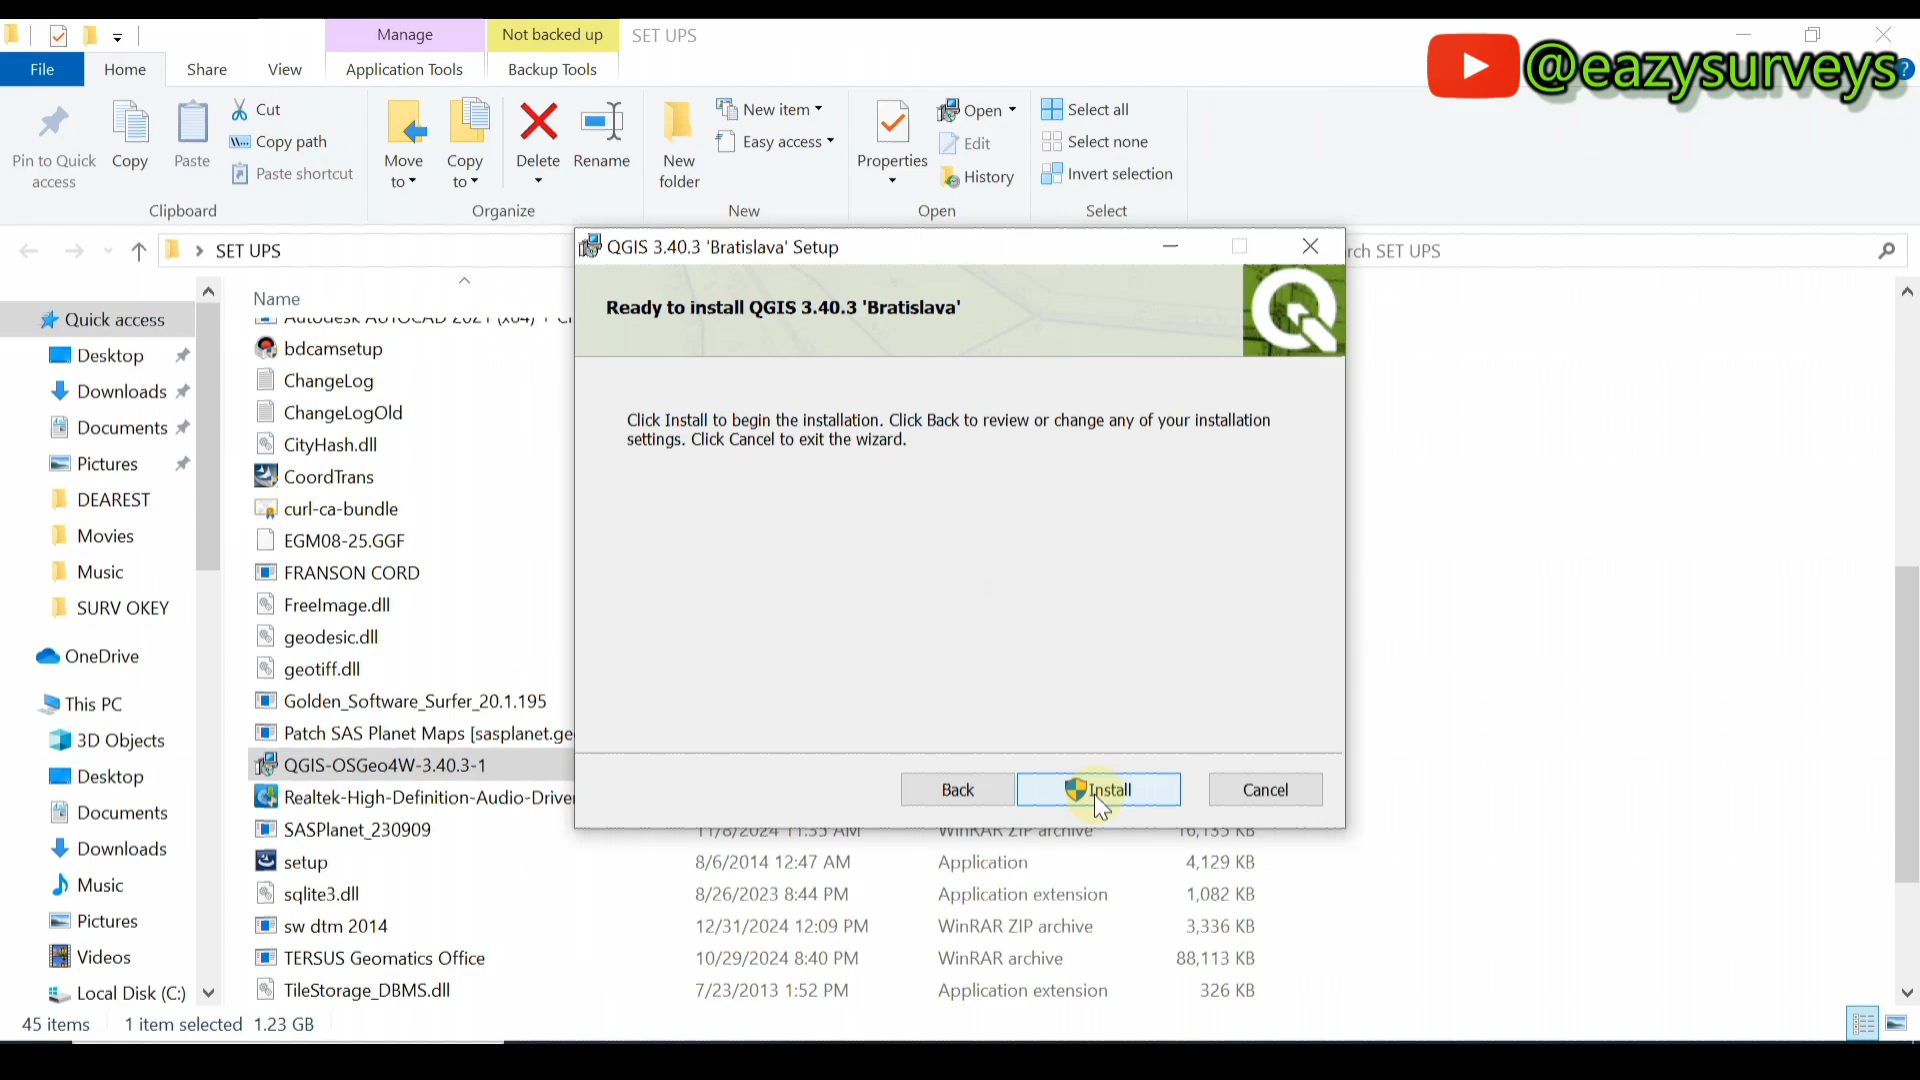 Manage
Not backed up
SET UPS
File
Home
Share
View
Application Tools
Backup Tools
@eazysurveys
Pin to Quick access
Copy
Paste
Cut
Copy path
Paste shortcut
Clipboard
Move to
Copy to
Delete
Rename
Organize
New folder
New item
Easy access
New
Properties
Open
Edit
History
Open
Select all
Select none
Invert selection
Select
SET UPS
rch SET UPS
Quick access
Desktop
Downloads
Documents
Pictures
DEAREST
Movies
Music
SURV OKEY
OneDrive
This PC
3D Objects
Desktop
Documents
Downloads
Music
Pictures
Videos
Local Disk (C:)
Name
bdcamsetup
ChangeLog
ChangeLogOld
CityHash.dll
CoordTrans
curl-ca-bundle
EGM08-25.GGF
FRANSON CORD
FreeImage.dll
geodesic.dll
geotiff.dll
Golden_Software_Surfer_20.1.195
Patch SAS Planet Maps [sasplanet.ge
QGIS-OSGeo4W-3.40.3-1
Realtek-High-Definition-Audio-Driver
SASPlanet_230909 11/8/2024 11:35 AM WinRAR ZIP archive 16,135 KB
setup 8/6/2014 12:47 AM Application 4,129 KB
sqlite3.dll 8/26/2023 8:44 PM Application extension 1,082 KB
sw dtm 2014 12/31/2024 12:09 PM WinRAR ZIP archive 3,336 KB
TERSUS Geomatics Office 10/29/2024 8:40 PM WinRAR archive 88,113 KB
TileStorage_DBMS.dll 7/23/2013 1:52 PM Application extension 326 KB
QGIS 3.40.3 'Bratislava' Setup
Ready to install QGIS 3.40.3 'Bratislava'
Click Install to begin the installation. Click Back to review or change any of your installation
settings. Click Cancel to exit the wizard.
Back
Install
Cancel
45 items
1 item selected 1.23 GB